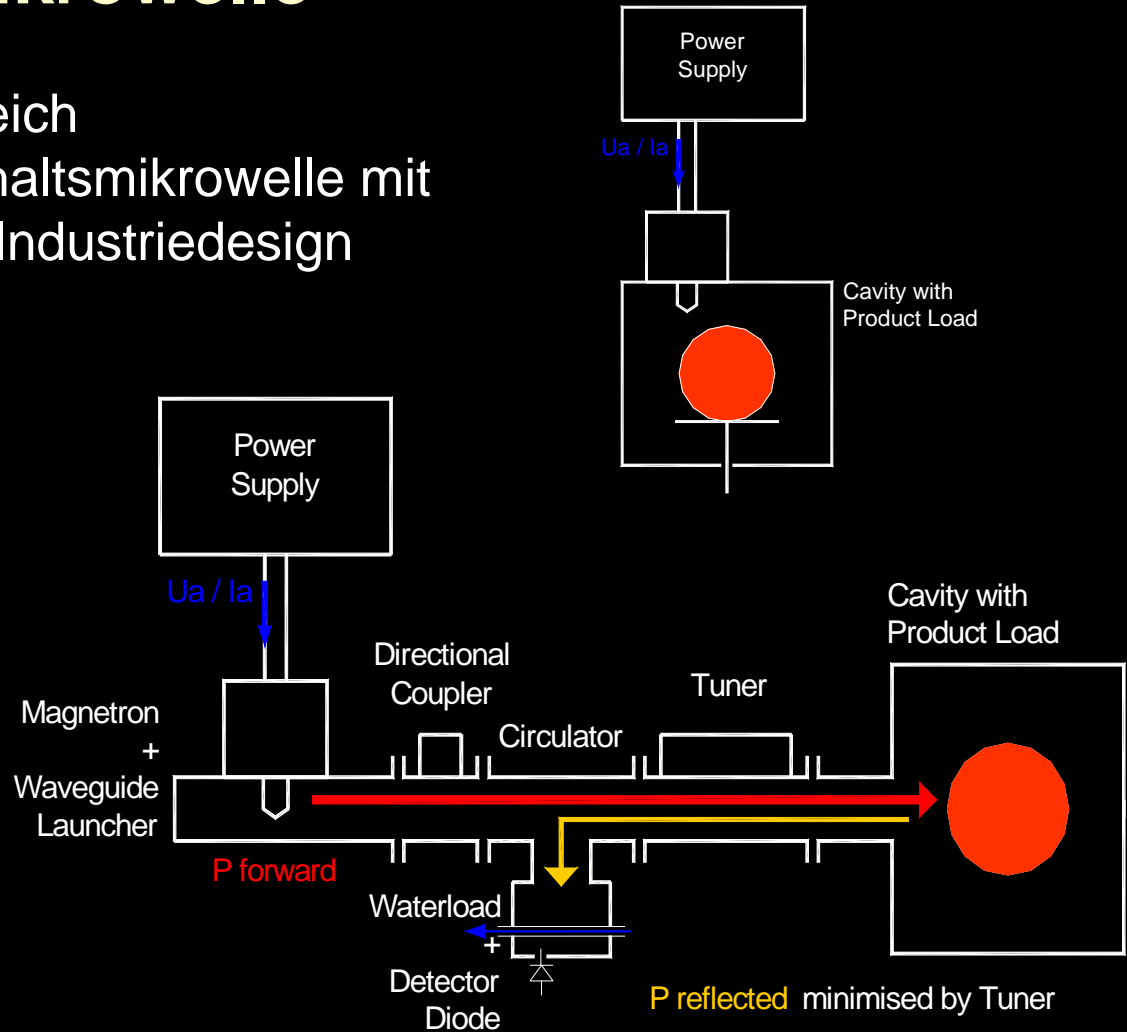 Power
Supply
eich
Ua / Ia
haltsmikrowelle mit
Industriedesign
Cavity with
Product Load
Power
Supply
Ua / Ia
Cavity with
Product Load
Directional
Coupler
Tuner
Magnetron
+
Waveguide
Launcher
Circulator
P forward
Waterload
+
Detector
Diode
P reflected minimised by Tuner